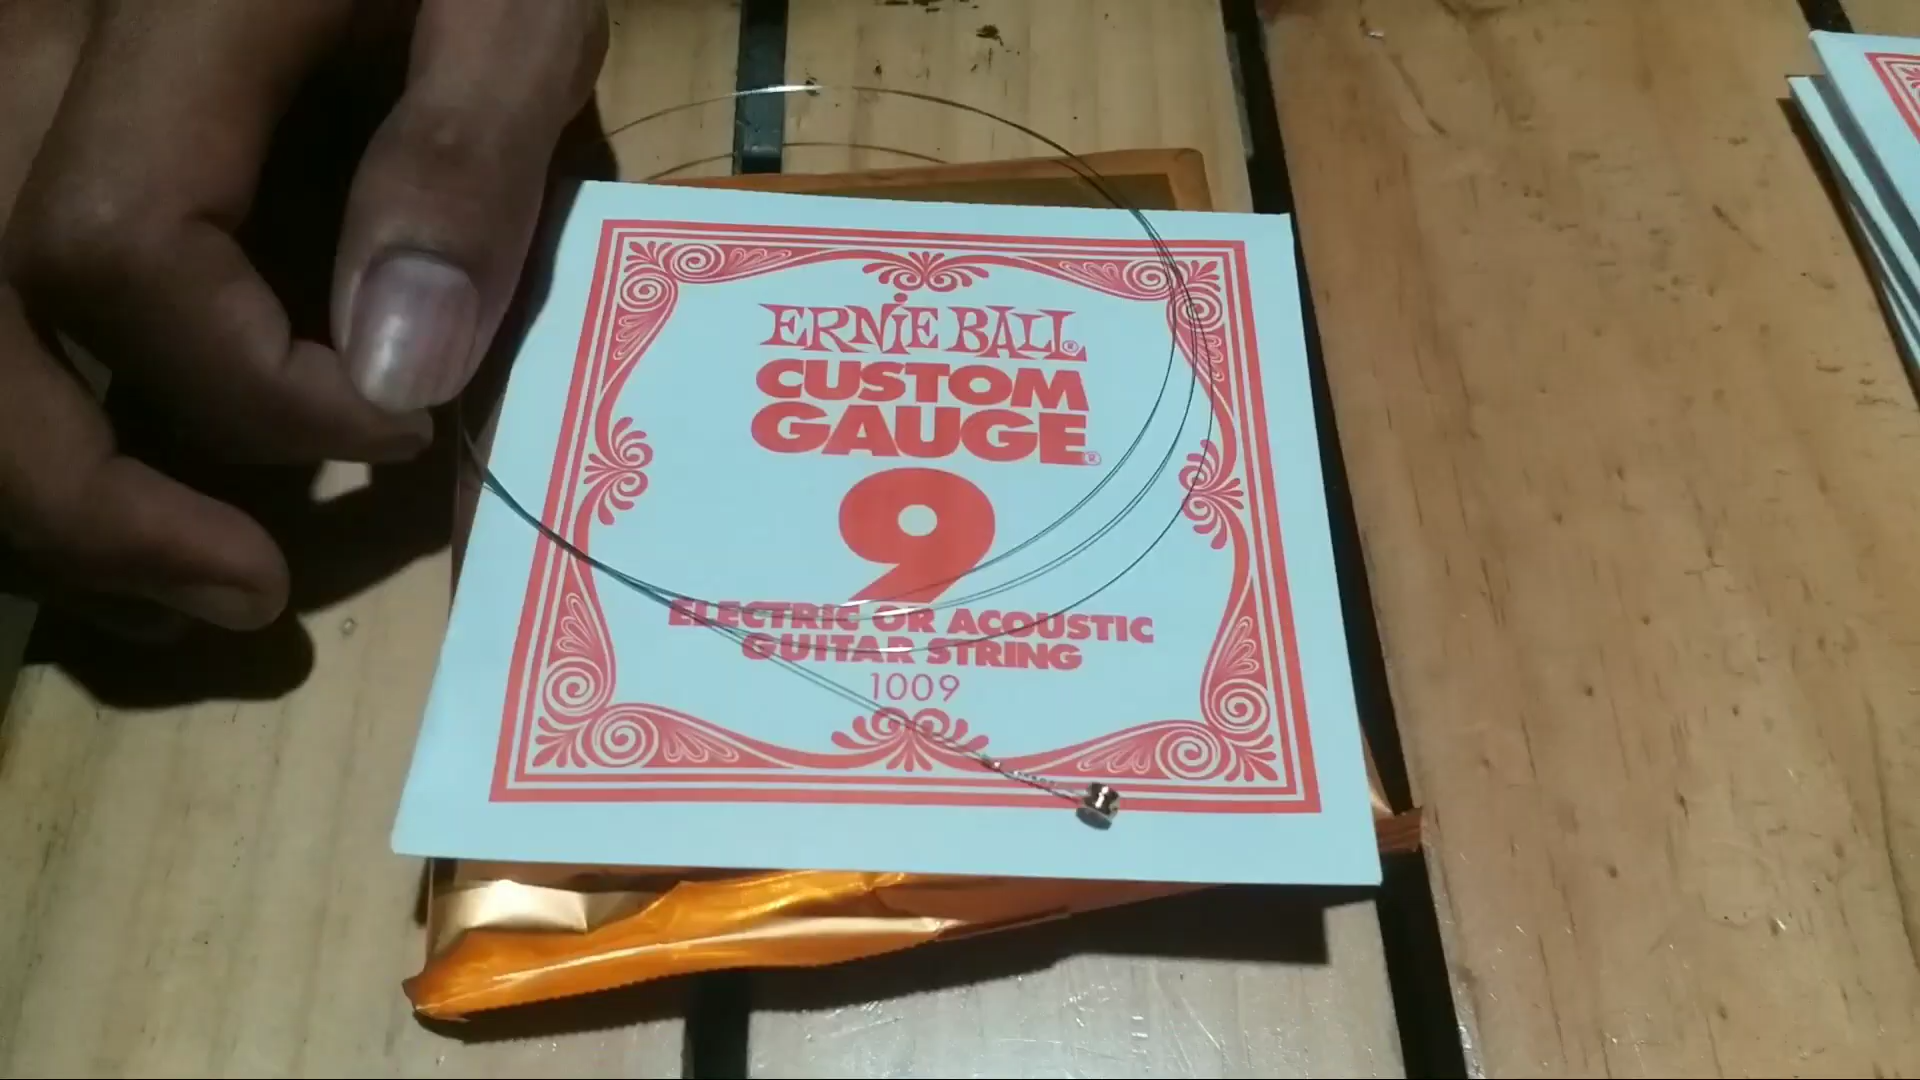 ERNiE BALL®
CUSTOM
GAUGE®
9
ELECTRIC OR ACOUSTIC
GUITAR STRING
1009